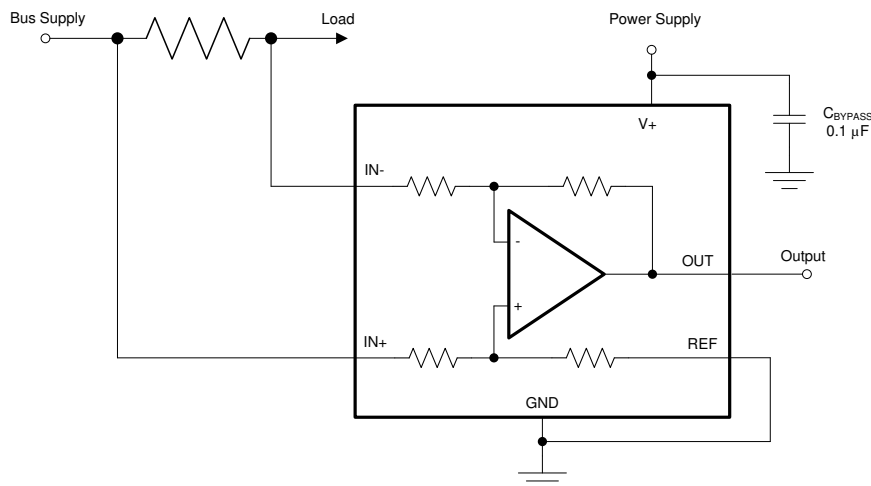 Bus Supply
Load
Power Supply
V+
CBYPASS
0.1 μF
IN-
-
OUT
Output
+
IN+
REF
GND